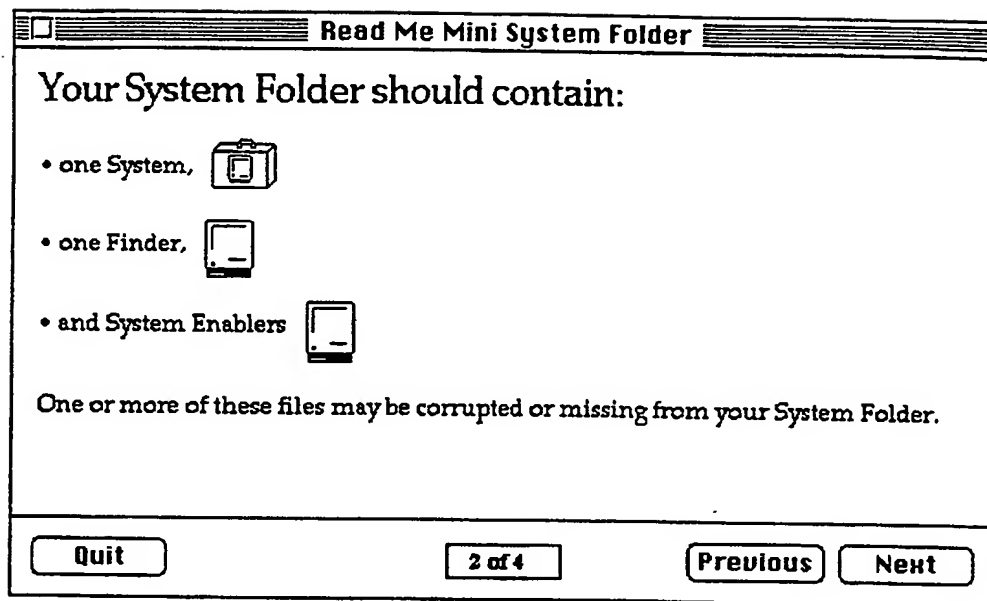 Read Me Mini System Folder
Your System Folder should contain:
• one System,
• one Finder,
• and System Enablers
One or more of these files may be corrupted or missing from your System Folder.
Quit
2 of 4
Previous
Next